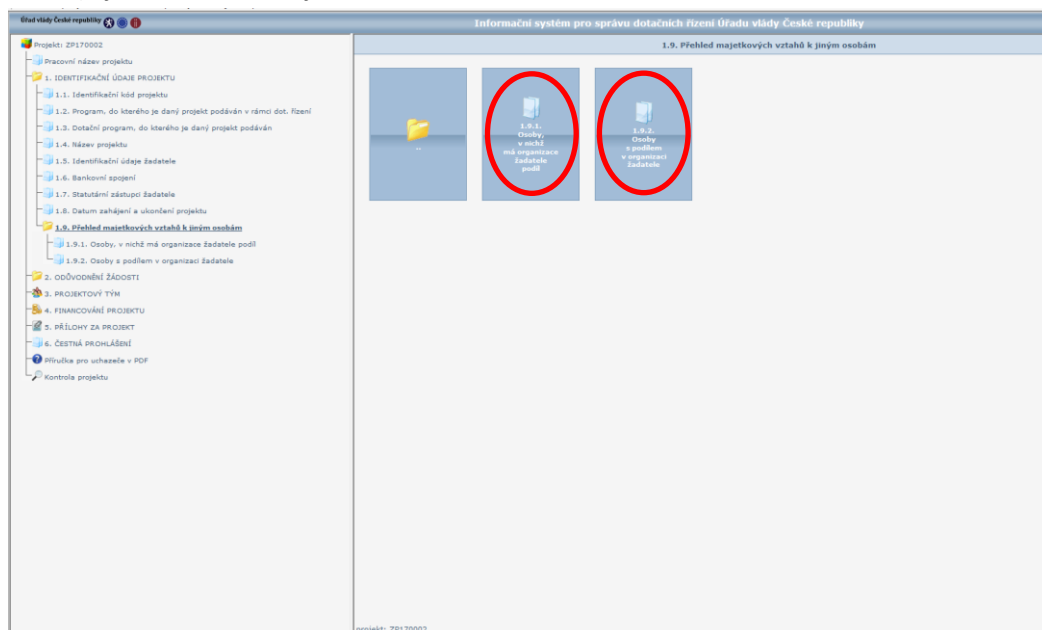 Úřad vlády České republiky
Informační systém pro správu dotačních řízení Úřadu vlády České republiky
Projekt: ZP170002
Pracovní název projektu
1. IDENTIFIKAČNÍ ÚDAJE PROJEKTU
1.1. Identifikační kód projektu
1.2. Program, do kterého je daný projekt podáván v rámci dot. řízení
1.3. Dotační program, do kterého je daný projekt podáván
1.4. Název projektu
1.5. Identifikační údaje žadatele
1.6. Bankovní spojení
1.7. Statutární zástupci žadatele
1.8. Datum zahájení a ukončení projektu
1.9. Přehled majetkových vztahů k jiným osobám
1.9.1. Osoby, v nichž má organizace žadatele podíl
1.9.2. Osoby s podílem v organizaci žadatele
2. ODŮVODNĚNÍ ŽÁDOSTI
3. PROJEKTOVÝ TÝM
4. FINANCOVÁNÍ PROJEKTU
5. PŘÍLOHY ZA PROJEKT
6. ČESTNÁ PROHLÁŠENÍ
Příručka pro uchazeče v PDF
Kontrola projektu
1.9. Přehled majetkových vztahů k jiným osobám
..
1.9.1.
Osoby,
v nichž
má organizace
žadatele
podíl
1.9.2.
Osoby
s podílem
v organizaci
žadatele
projekt: ZP170002